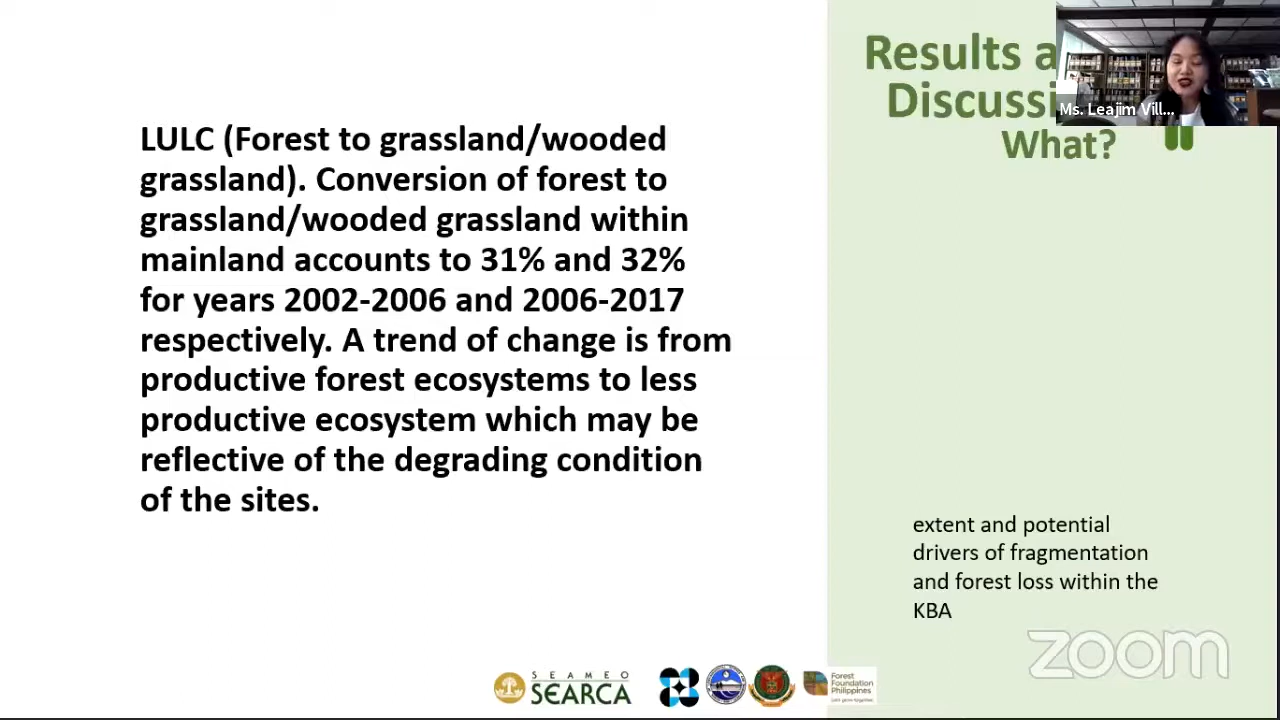 LULC (Forest to grassland/wooded
grassland). Conversion of forest to
grassland/wooded grassland within
mainland accounts to 31% and 32%
for years 2002-2006 and 2006-2017
respectively. A trend of change is from
productive forest ecosystems to less
productive ecosystem which may be
reflective of the degrading condition
of the sites.
Results a
Discussi
What?
Ms. Leajim Vill...
extent and potential
drivers of fragmentation
and forest loss within the
KBA
zoom
SEAMEO
SEARCA
Forest
Foundation
Philippines